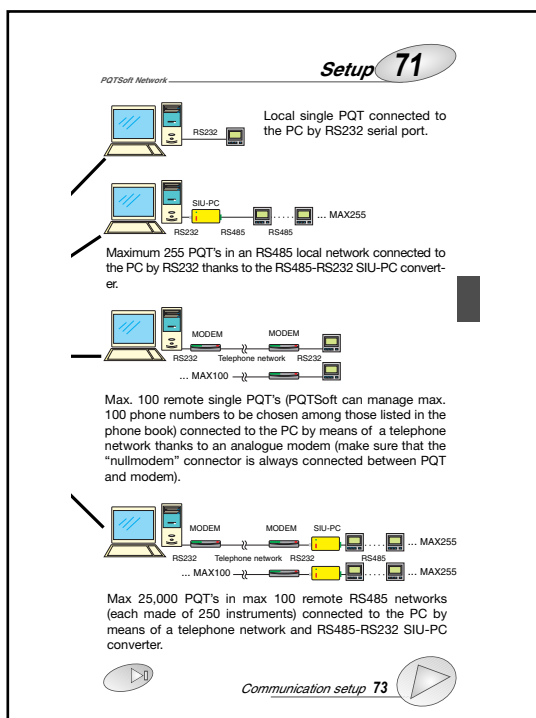 Setup 71
PQTSoft Network
Local single PQT connected to
the PC by RS232 serial port.
RS232
SIU-PC
... MAX255
RS232 RS485 RS485
Maximum 255 PQT's in an RS485 local network connected to
the PC by RS232 thanks to the RS485-RS232 SIU-PC convert-
er.
MODEM MODEM
RS232 Telephone network RS232
... MAX100
Max. 100 remote single PQT's (PQTSoft can manage max.
100 phone numbers to be chosen among those listed in the
phone book) connected to the PC by means of a telephone
network thanks to an analogue modem (make sure that the
“nullmodem” connector is always connected between PQT
and modem).
MODEM MODEM SIU-PC
... MAX255
RS232 Telephone network RS232 RS485
... MAX100 ... MAX255
Max 25,000 PQT's in max 100 remote RS485 networks
(each made of 250 instruments) connected to the PC by
means of a telephone network and RS485-RS232 SIU-PC
converter.
Communication setup 73